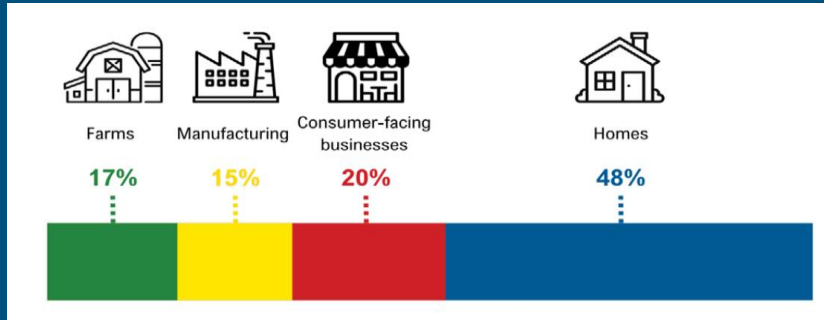 Farms
17%
Manufacturing
15%
Consumer-facing
businesses
20%
Homes
48%